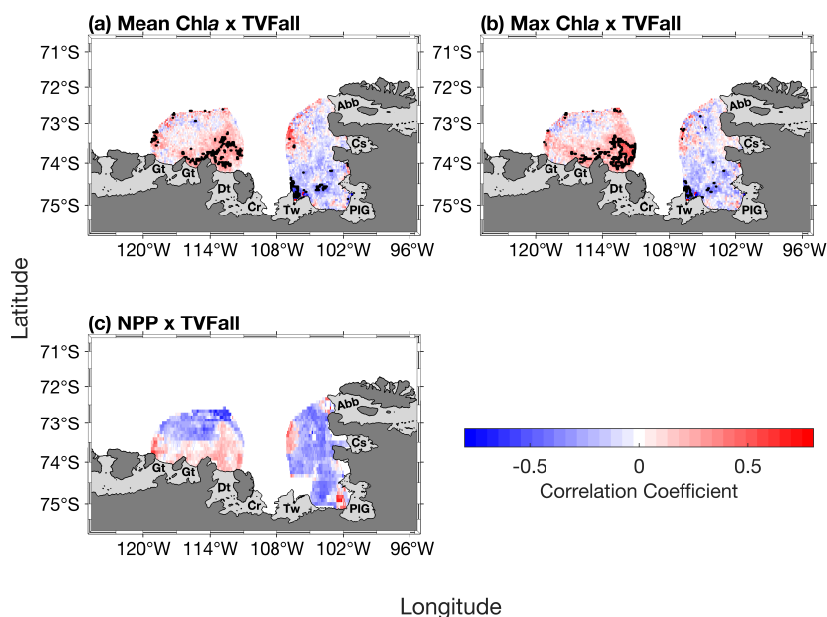 (a) Mean Chla x TVFall
(b) Max Chla x TVFall
71°S
72°S
73°S
74°S
75°S
Abb
Cs
Gt
Gt
Dt
Cr
Tw
PIG
120°W 114°W 108°W 102°W 96°W
71°S
72°S
73°S
74°S
75°S
Abb
Cs
Gt
Gt
Dt
Cr
Tw
PIG
120°W 114°W 108°W 102°W 96°W
Latitude
(c) NPP x TVFall
71°S
72°S
73°S
74°S
75°S
Abb
Cs
Gt
Gt
Dt
Cr
Tw
PIG
120°W 114°W 108°W 102°W 96°W
-0.5 0 0.5
Correlation Coefficient
Longitude